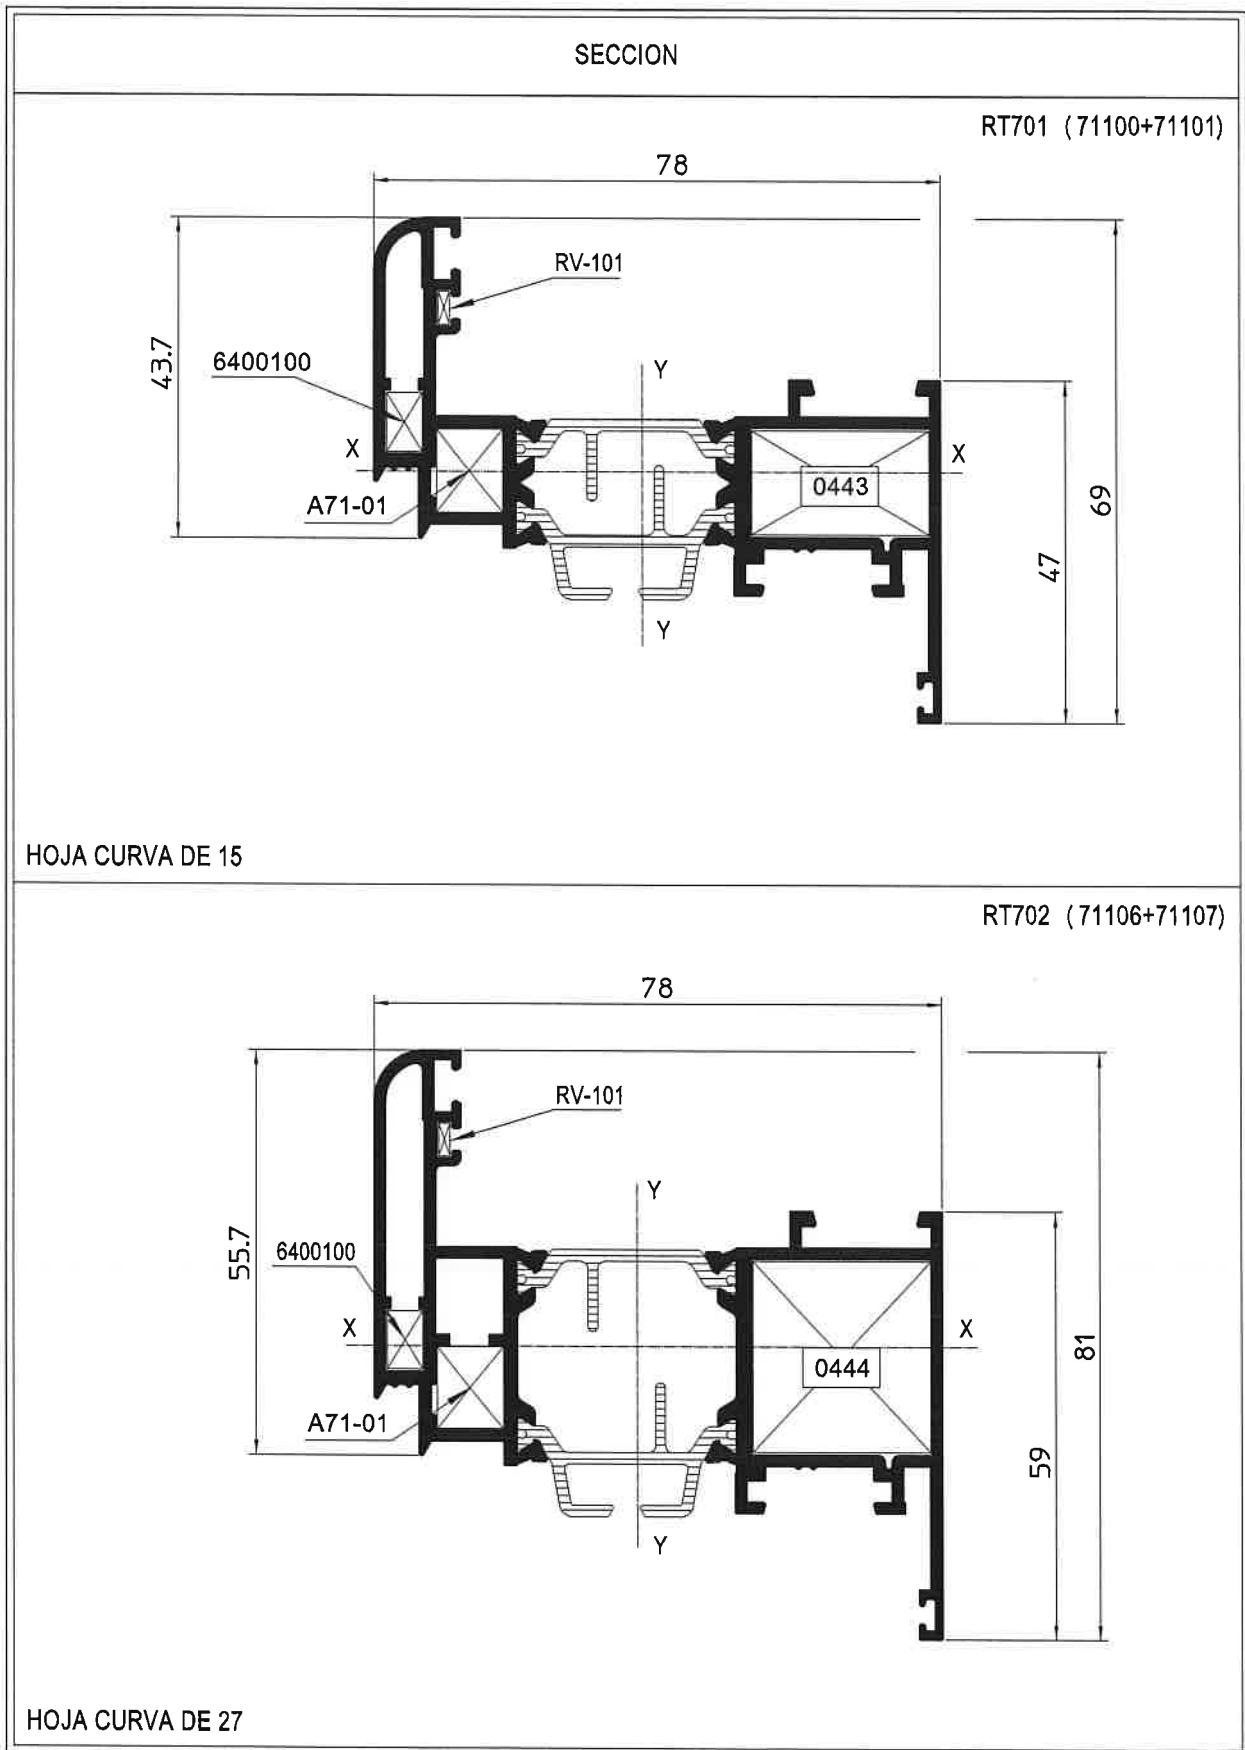 SECCION
RT701 (71100+71101)
78
RV-101
43.7
6400100
Y
X
X
A71-01
0443
69
47
Y
HOJA CURVA DE 15
RT702 (71106+71107)
78
RV-101
55.7
6400100
Y
X
X
A71-01
0444
81
59
Y
HOJA CURVA DE 27